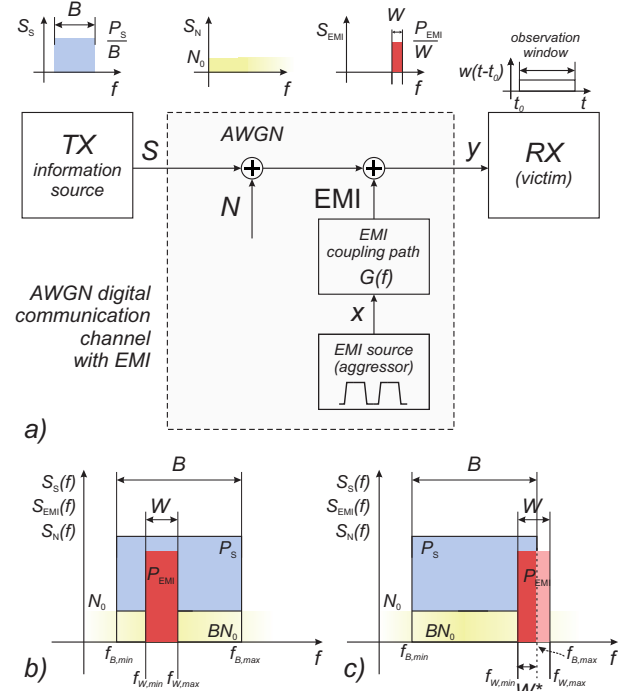 S_S
B
P_S
B
f
S_N
N_0
f
S_EMI
W
P_EMI
W
f
observation
window
w(t-t_0)
t_0
t
TX
information
source
S
AWGN
N
EMI
y
RX
(victim)
EMI
coupling path
G(f)
x
EMI source
(aggressor)
AWGN digital
communication
channel
with EMI
a)
S_S(f)
S_EMI(f)
S_N(f)
B
W
P_S
P_EMI
N_0
BN_0
f_B,min
f_B,max
f
f_W,min
f_W,max
b)
S_S(f)
S_EMI(f)
S_N(f)
B
W
P_S
P_EMI
N_0
BN_0
f_B,min
f_B,max
f
f_W,min
f_W,max
W*
c)